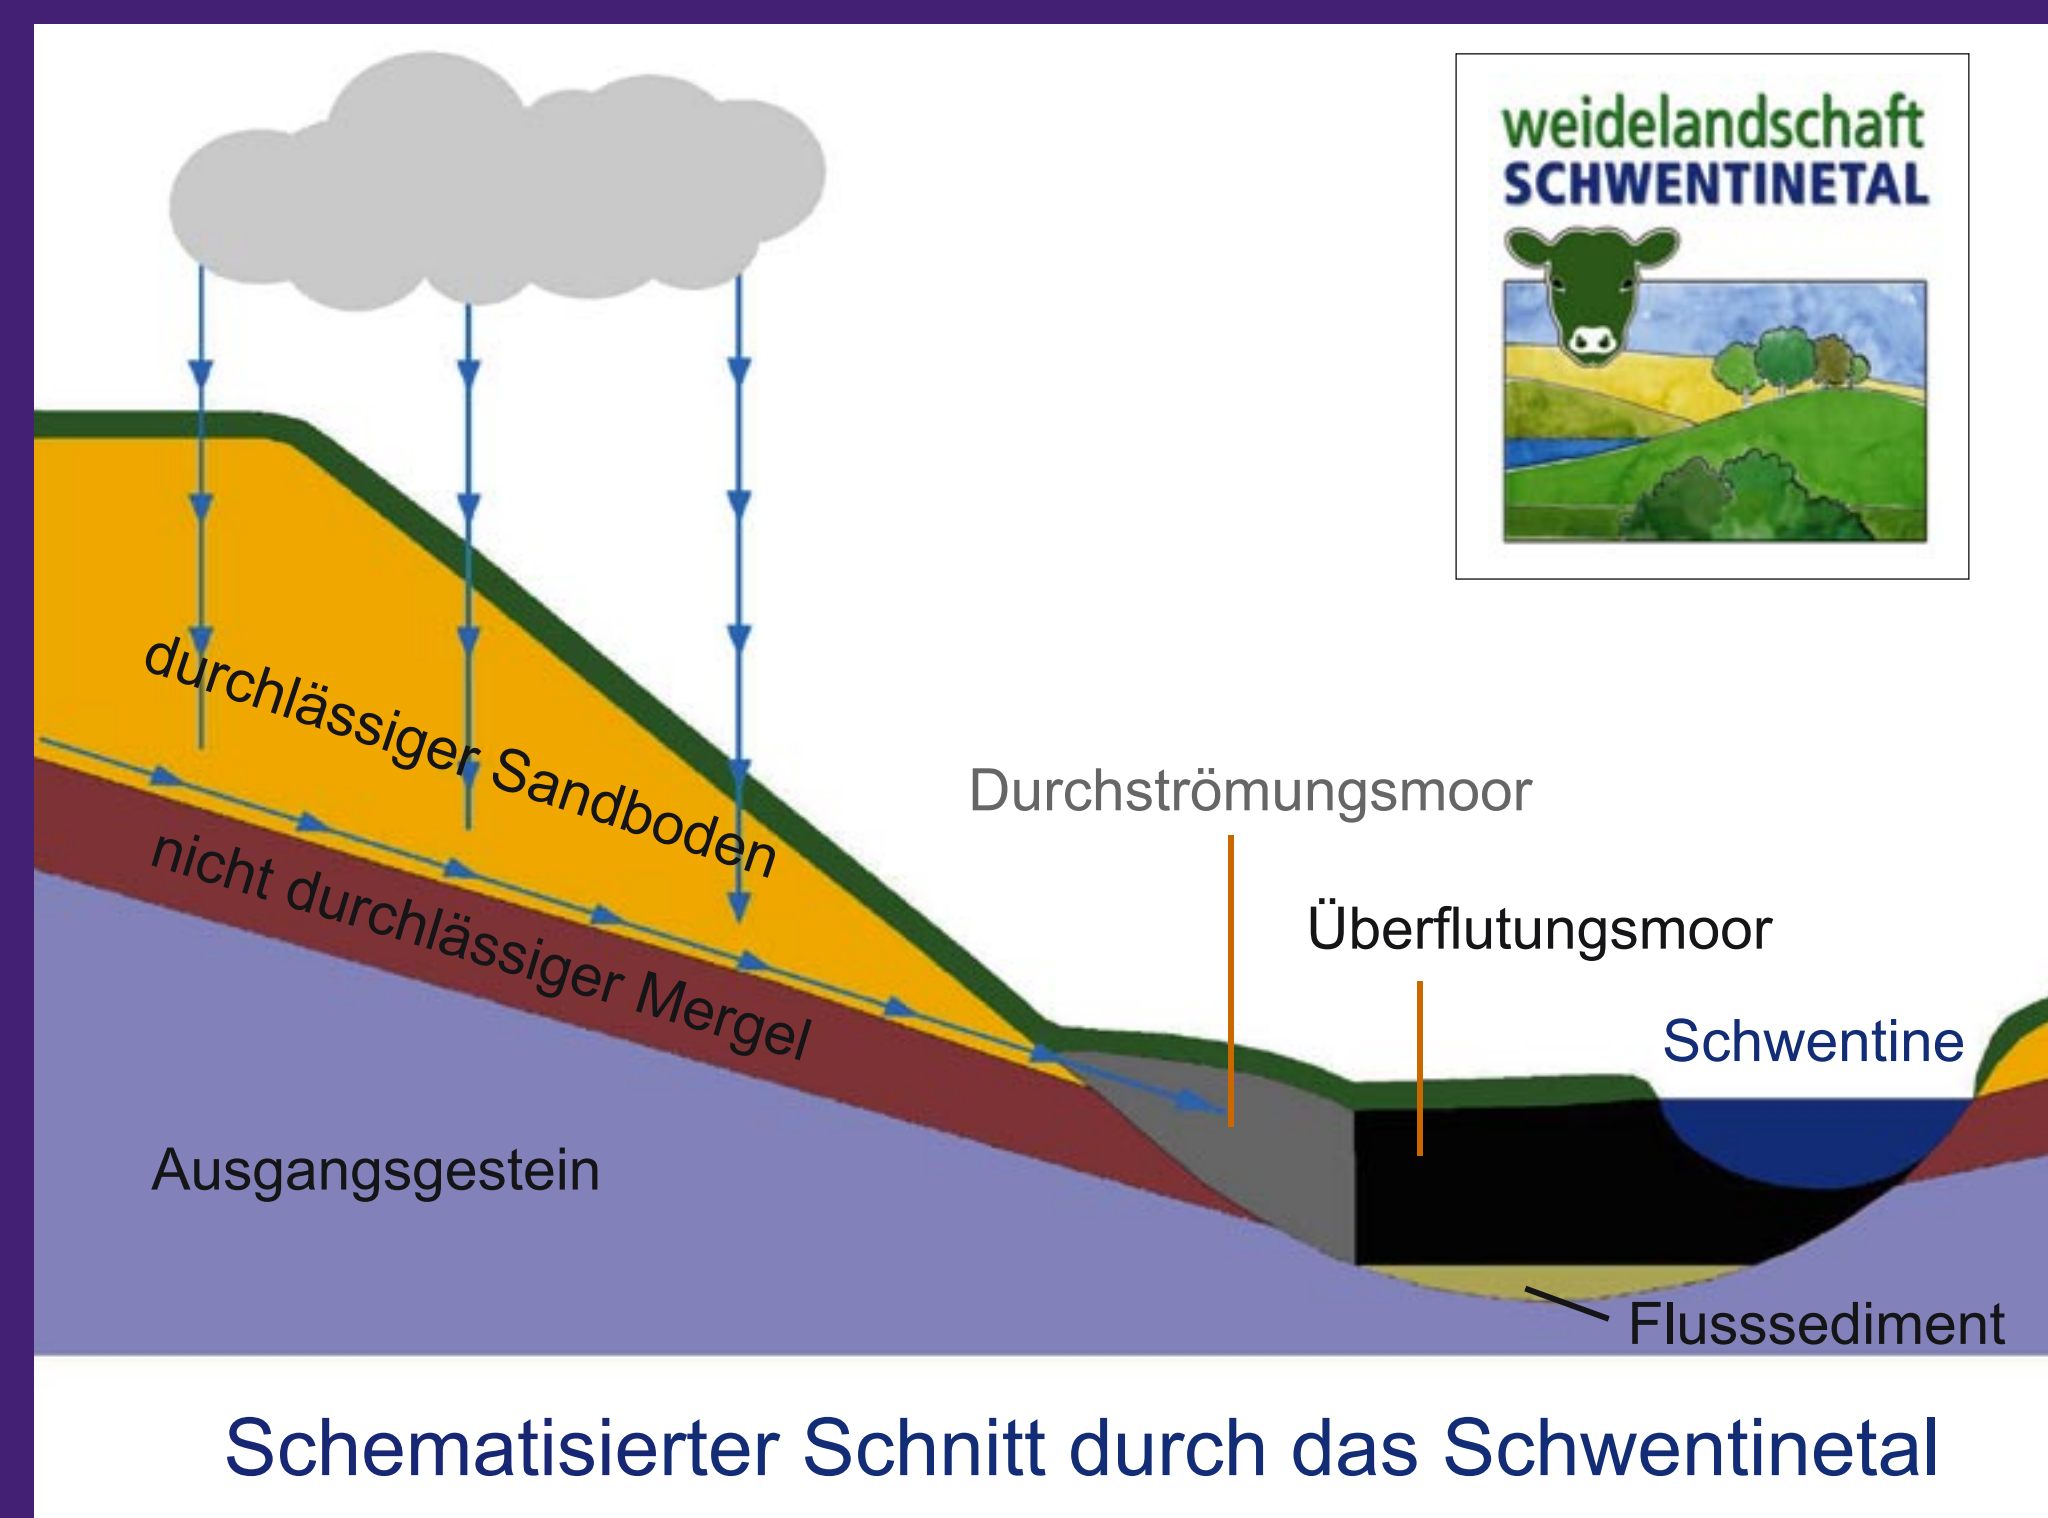 weidelandschaft
SCHWENTINETAL
durchlässiger Sandboden
nicht durchlässiger Mergel
Durchströmungsmoor
Überflutungsmoor
Schwentine
Ausgangsgestein
Flusssediment
Schematisierter Schnitt durch das Schwentinetal